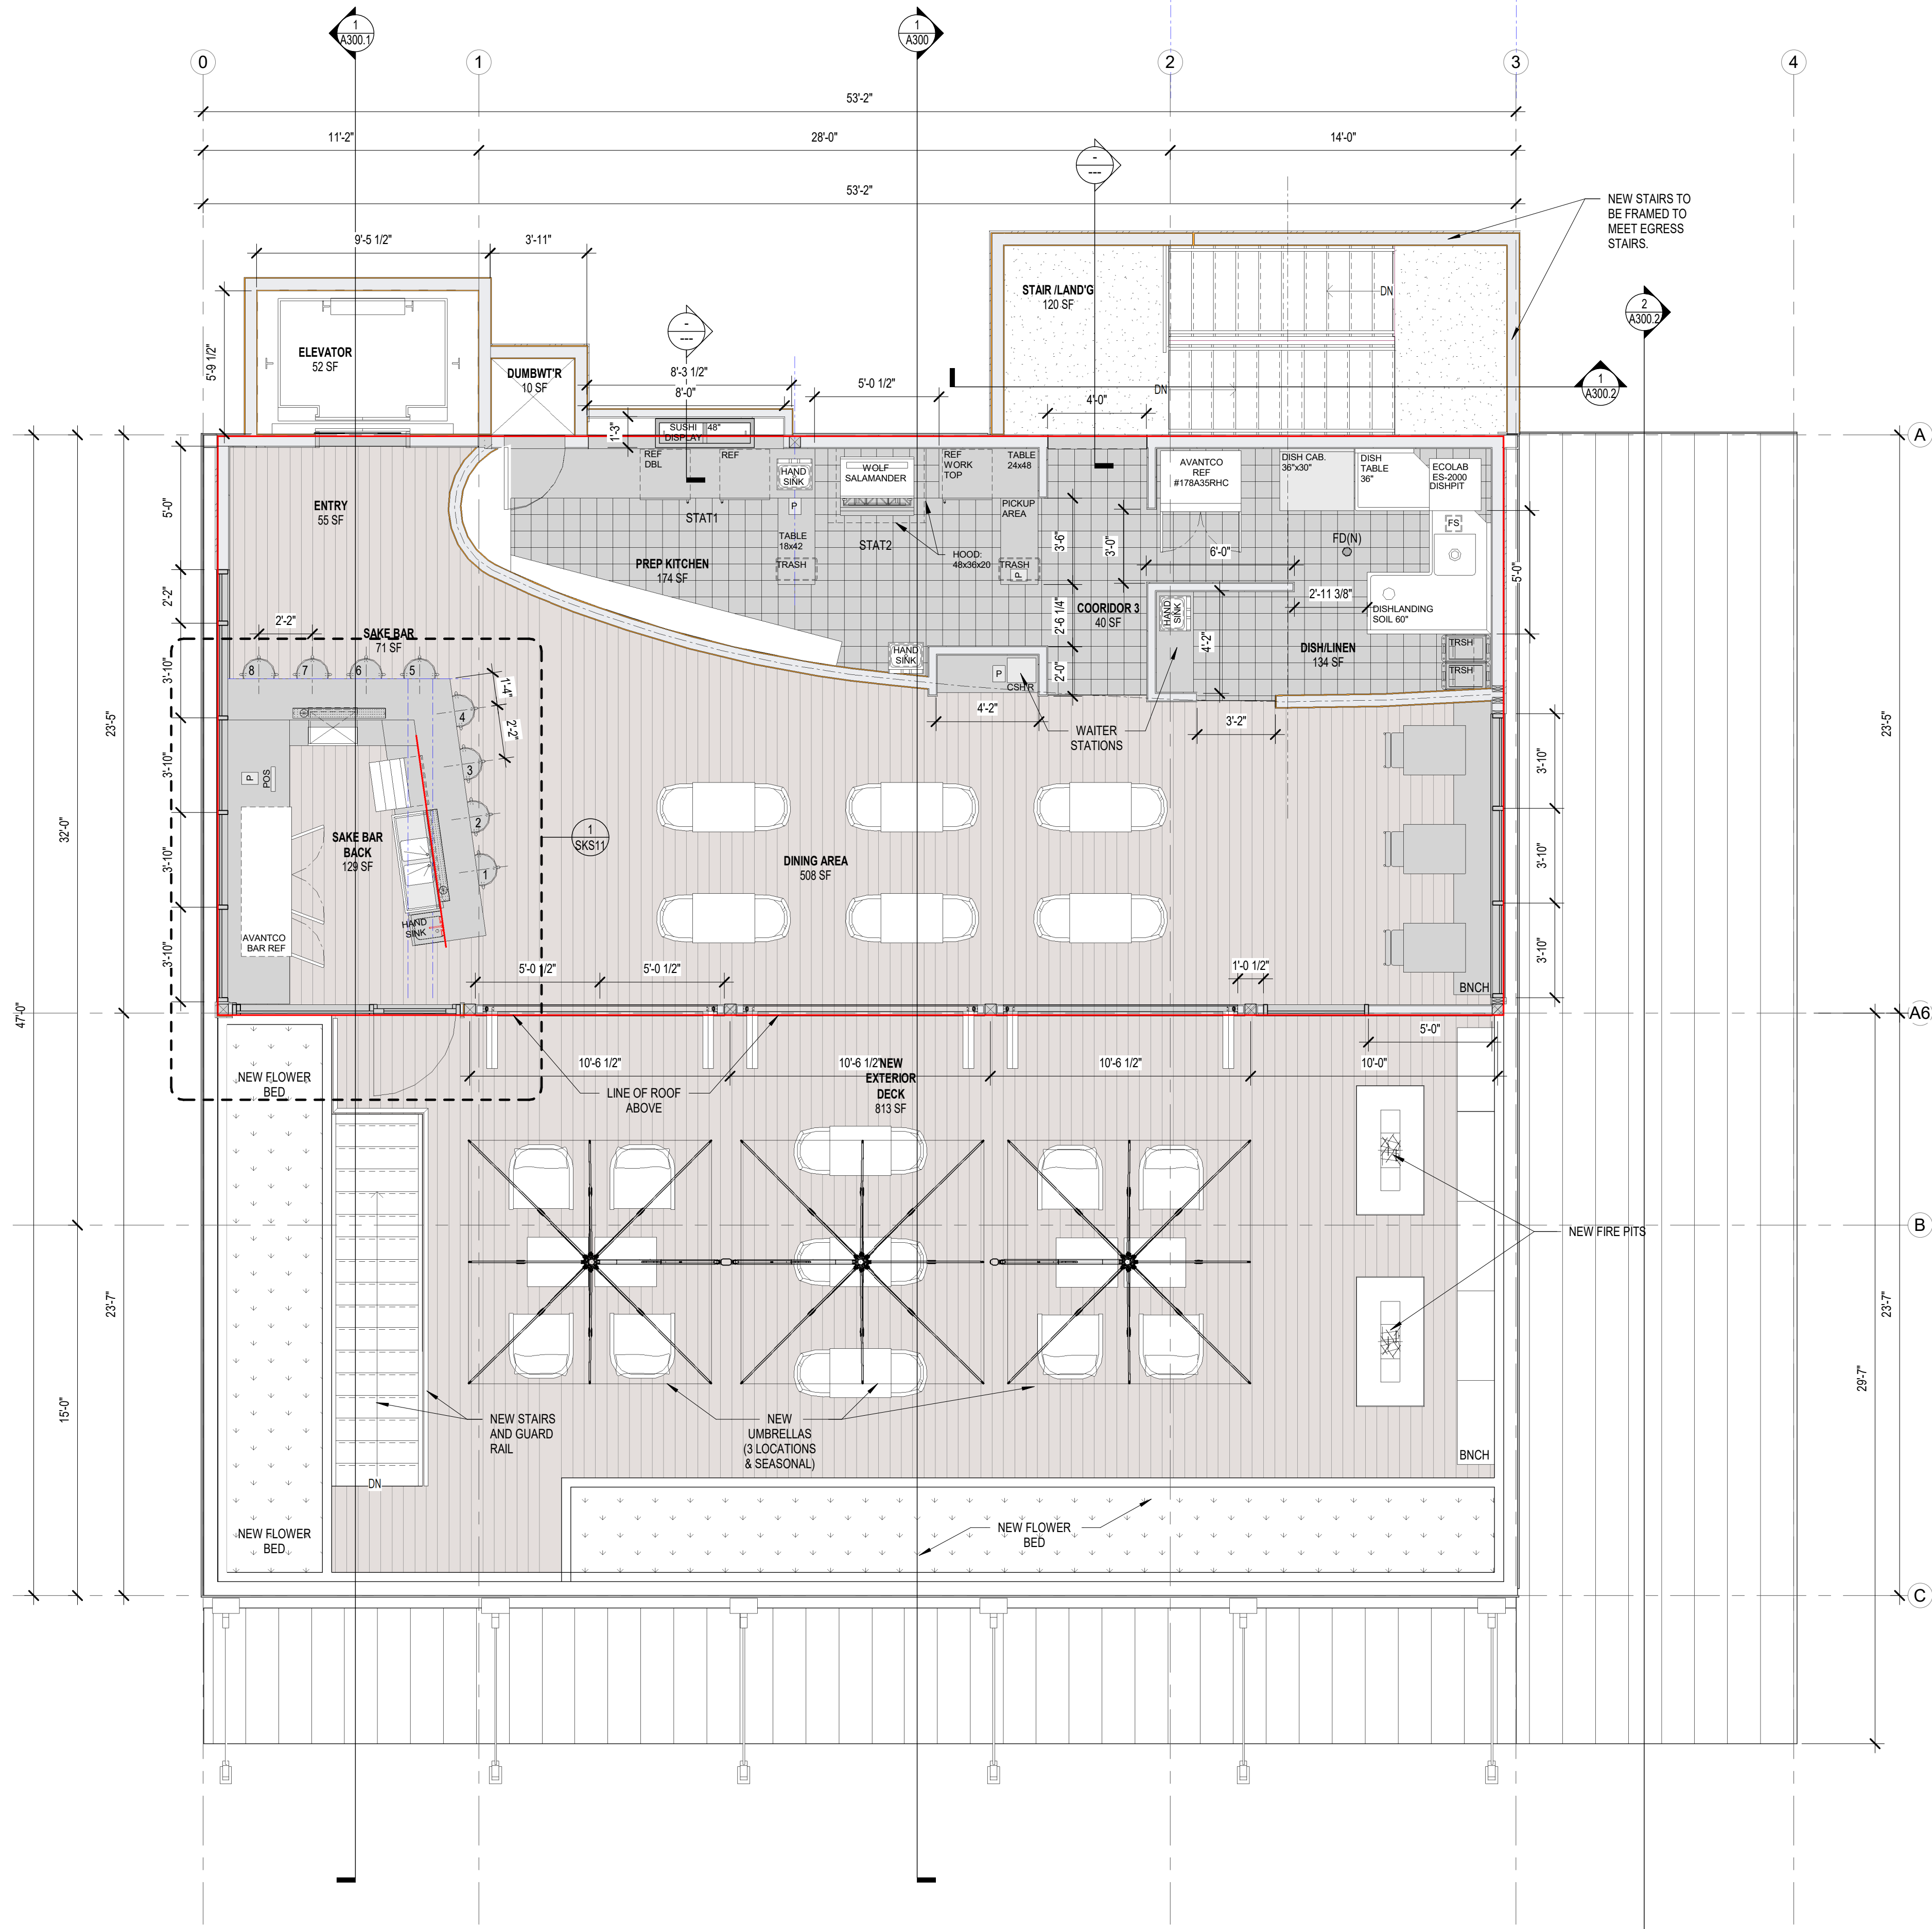 1
A300.1
1
A300
0
1
2
3
4
53'-2"
11'-2"
28'-0"
14'-0"
-
---
53'-2"
NEW STAIRS TO
BE FRAMED TO
MEET EGRESS
STAIRS.
9'-5 1/2"
3'-11"
STAIR /LAND'G
120 SF
DN
2
A300.2
-
---
5'-9 1/2"
ELEVATOR
52 SF
DUMBWT'R
10 SF
8'-3 1/2"
8'-0"
5'-0 1/2"
4'-0"
DN
1
A300.2
1'-3"
SUSHI
DISPLAY
48"
A
REF
DBL
REF
HAND
SINK
WOLF
SALAMANDER
REF
WORK
TOP
TABLE
24x48
AVANTCO
REF
#178A35RHC
DISH CAB.
36"x30"
DISH
TABLE
36"
ECOLAB
ES-2000
DISHPIT
5'-0"
ENTRY
55 SF
P
STAT1
STAT2
PICKUP
AREA
FS
FD(N)
TABLE
18x42
TRASH
HOOD:
48x36x20
TRASH
P
3'-6"
3'-0"
6'-0"
5'-0"
PREP KITCHEN
174 SF
2'-2"
2'-2"
COORIDOR 3
40 SF
2'-6 1/4"
HAND
SINK
2'-11 3/8"
DISHLANDING
SOIL 60"
SAKE BAR
71 SF
4'-2"
DISH/LINEN
134 SF
TRSH
TRSH
HAND
SINK
P
CSH'R
2'-0"
8
7
6
5
4
3
2
1
1'-4"
2'-2"
3'-10"
4'-2"
3'-2"
WAITER
STATIONS
23'-5"
23'-5"
3'-10"
3'-10"
P
POS
32'-0"
1
SKS11
SAKE BAR
BACK
129 SF
DINING AREA
508 SF
3'-10"
3'-10"
HAND
SINK
AVANTCO
BAR REF
3'-10"
3'-10"
5'-0 1/2"
5'-0 1/2"
1'-0 1/2"
BNCH
47'-0"
A6
5'-0"
10'-6 1/2"
10'-6 1/2"
10'-6 1/2"
10'-0"
NEW
EXTERIOR
DECK
813 SF
NEW FLOWER
BED
LINE OF ROOF
ABOVE
B
NEW FIRE PITS
23'-7"
23'-7"
29'-7"
15'-0"
NEW STAIRS
AND GUARD
RAIL
NEW
UMBRELLAS
(3 LOCATIONS
& SEASONAL)
BNCH
DN
NEW FLOWER
BED
NEW FLOWER
BED
C